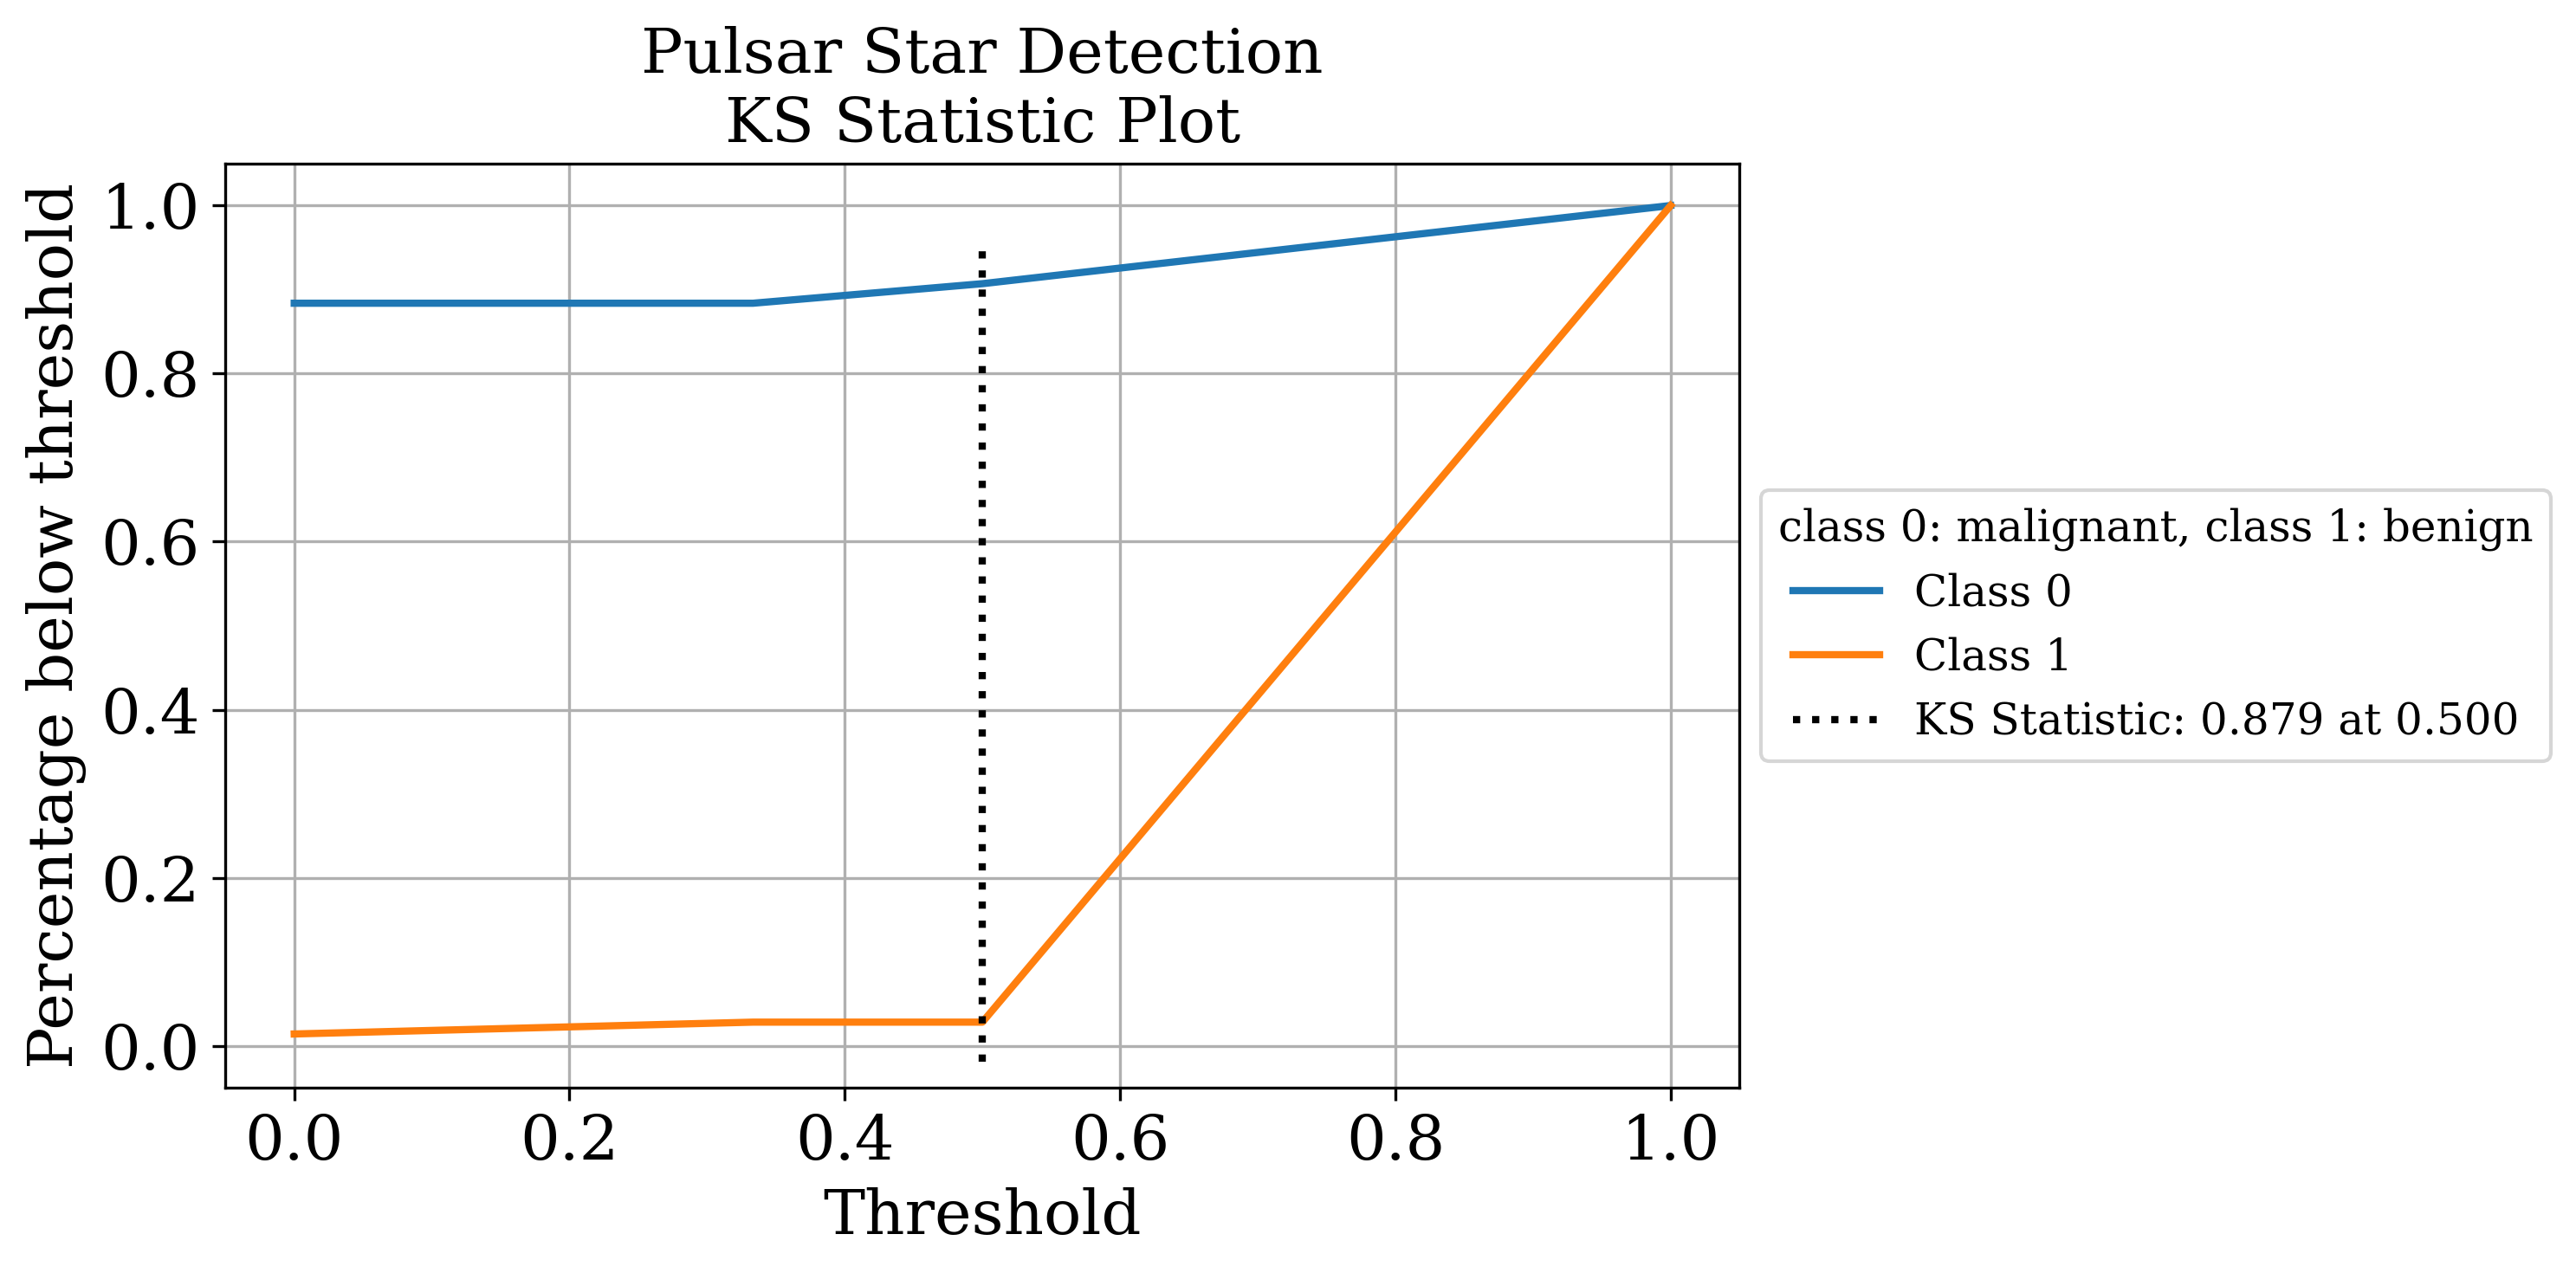 Pulsar Star Detection
KS Statistic Plot
Percentage below threshold
1.0
0.8
0.6
0.4
0.2
0.0
0.0 0.2 0.4 0.6 0.8 1.0
Threshold
class 0: malignant, class 1: benign
Class 0
Class 1
KS Statistic: 0.879 at 0.500